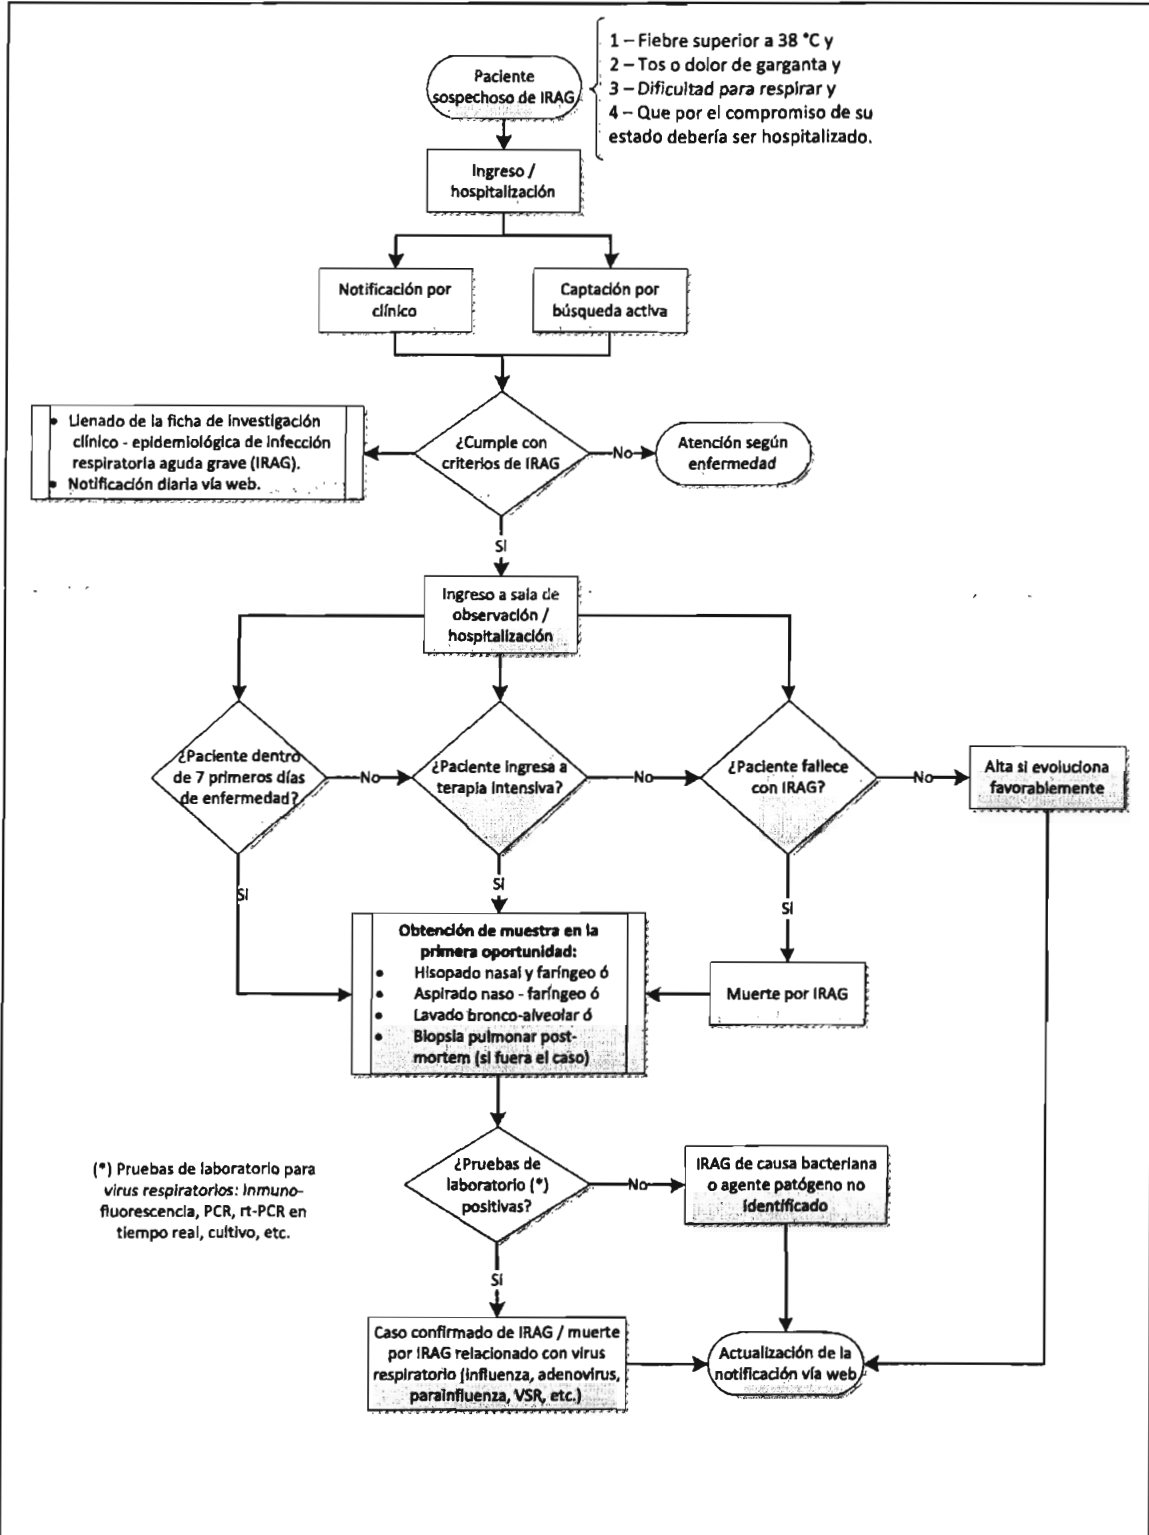 Paciente
sospechoso de IRAG
1 – Fiebre superior a 38 °C y
2 – Tos o dolor de garganta y
3 – Dificultad para respirar y
4 – Que por el compromiso de su
estado debería ser hospitalizado.
Ingreso /
hospitalización
Notificación por
clínico
Captación por
búsqueda activa
• Llenado de la ficha de investigación
clínico - epidemiológica de infección
respiratoria aguda grave (IRAG).
• Notificación diaria vía web.
¿Cumple con
criterios de IRAG
No
Atención según
enfermedad
Si
Ingreso a sala de
observación /
hospitalización
¿Paciente dentro
de 7 primeros días
de enfermedad?
No
¿Paciente ingresa a
terapia intensiva?
No
¿Paciente fallece
con IRAG?
No
Alta si evoluciona
favorablemente
Si
Si
Si
Obtención de muestra en la
primera oportunidad:
• Hisopado nasal y faríngeo ó
• Aspirado naso - faríngeo ó
• Lavado bronco-alveolar ó
• Biopsia pulmonar post-
mortem (si fuera el caso)
Muerte por IRAG
(*) Pruebas de laboratorio para
virus respiratorios: Inmuno-
fluorescencia, PCR, rt-PCR en
tiempo real, cultivo, etc.
¿Pruebas de
laboratorio (*)
positivas?
No
IRAG de causa bacteriana
o agente patógeno no
identificado
Si
Caso confirmado de IRAG / muerte
por IRAG relacionado con virus
respiratorio (influenza, adenovirus,
parainfluenza, VSR, etc.)
Actualización de la
notificación vía web